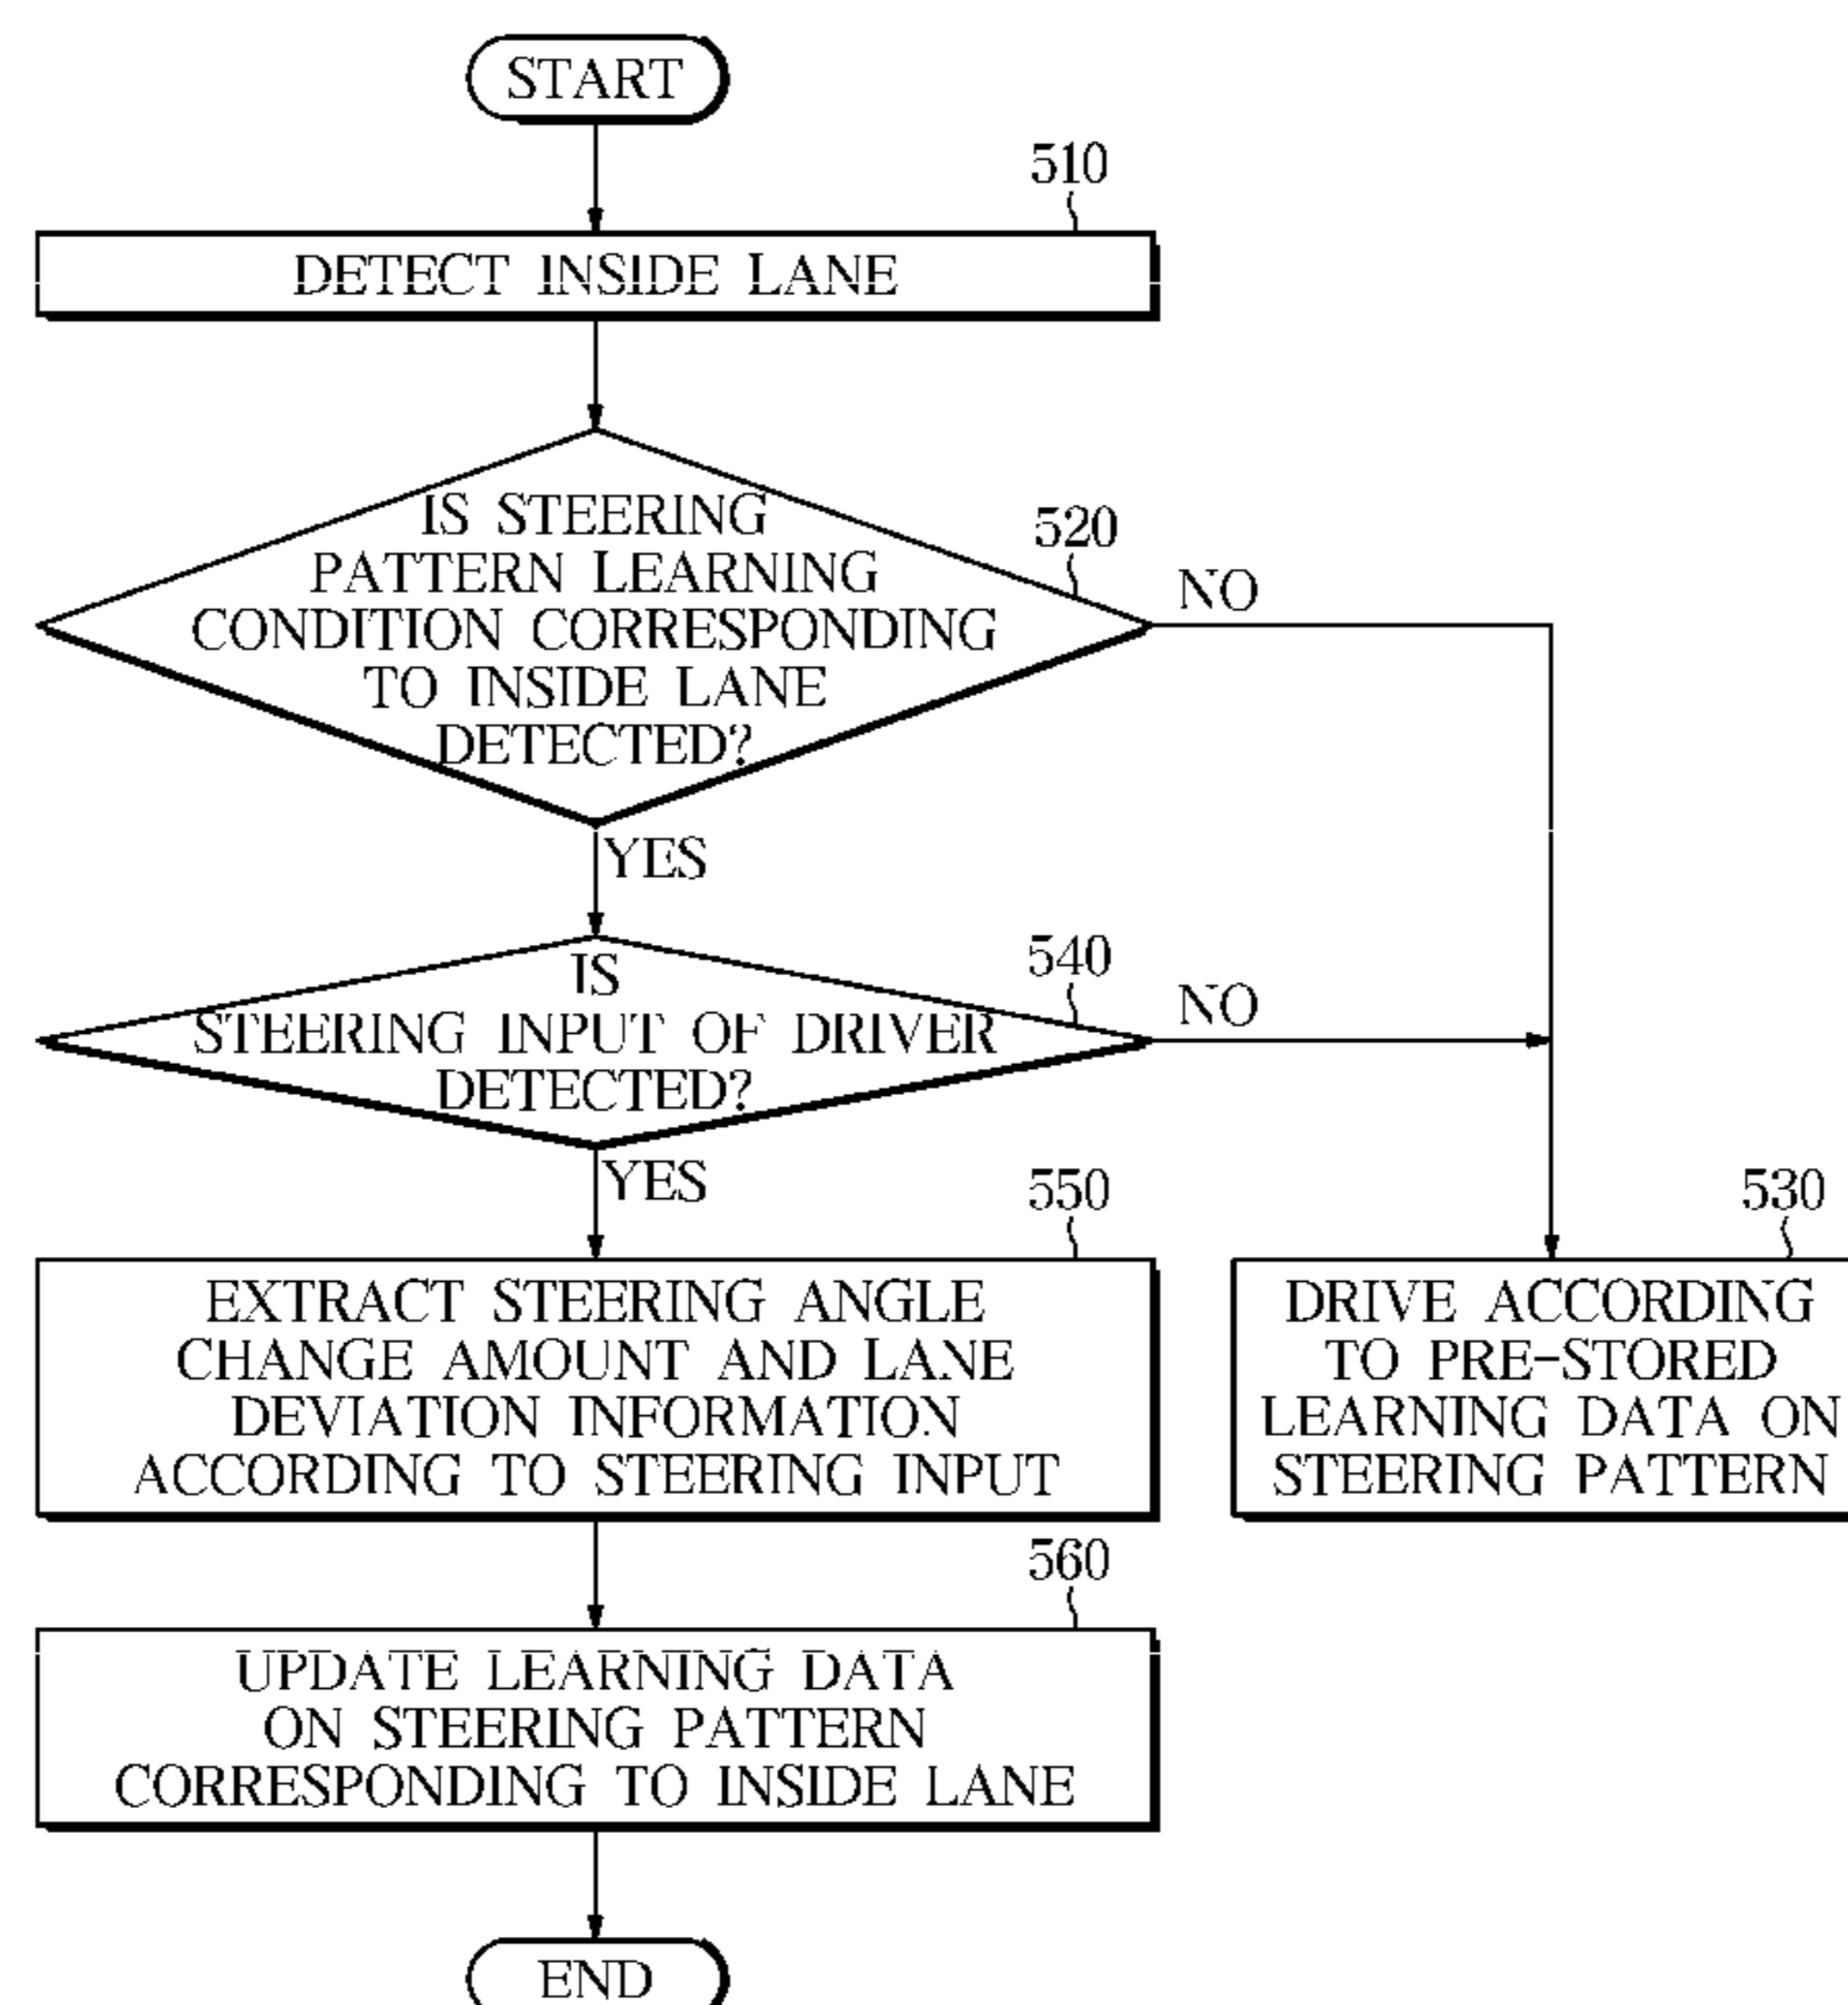 START
510
DETECT INSIDE LANE
520
IS STEERING
PATTERN LEARNING
CONDITION CORRESPONDING
TO INSIDE LANE
DETECTED?
NO
YES
540
IS
STEERING INPUT OF DRIVER
DETECTED?
NO
YES
550
EXTRACT STEERING ANGLE
CHANGE AMOUNT AND LANE
DEVIATION INFORMATION
ACCORDING TO STEERING INPUT
530
DRIVE ACCORDING
TO PRE-STORED
LEARNING DATA ON
STEERING PATTERN
560
UPDATE LEARNING DATA
ON STEERING PATTERN
CORRESPONDING TO INSIDE LANE
END